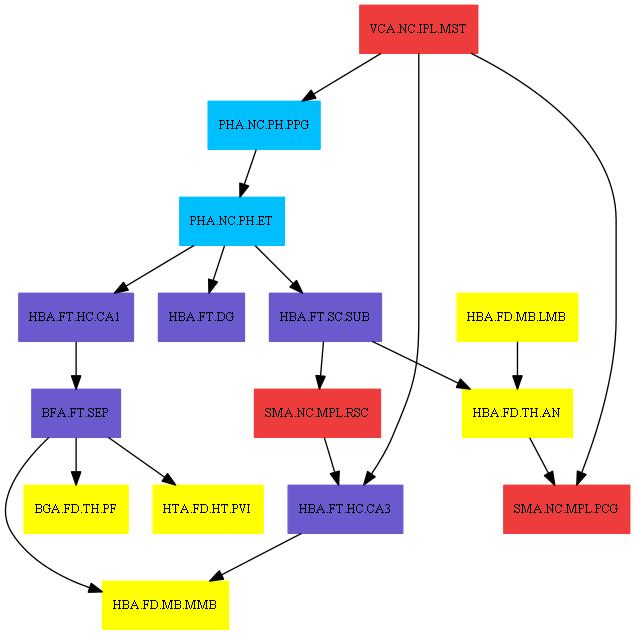 VCA.NC.IPL.MST
PHA.NC.PH.PPG
PHA.NC.PH.ET
HBA.FT.HC.CA1
HBA.FT.DG
HBA.FT.SC.SUB
HBA.FD.MB.LMB
BFA.FT.SEP
SMA.NC.MPL.RSC
HBA.FD.TH.AN
BGA.FD.TH.PF
HTA.FD.HT.PVI
HBA.FT.HC.CA3
SMA.NC.MPL.PCG
HBA.FD.MB.MMB